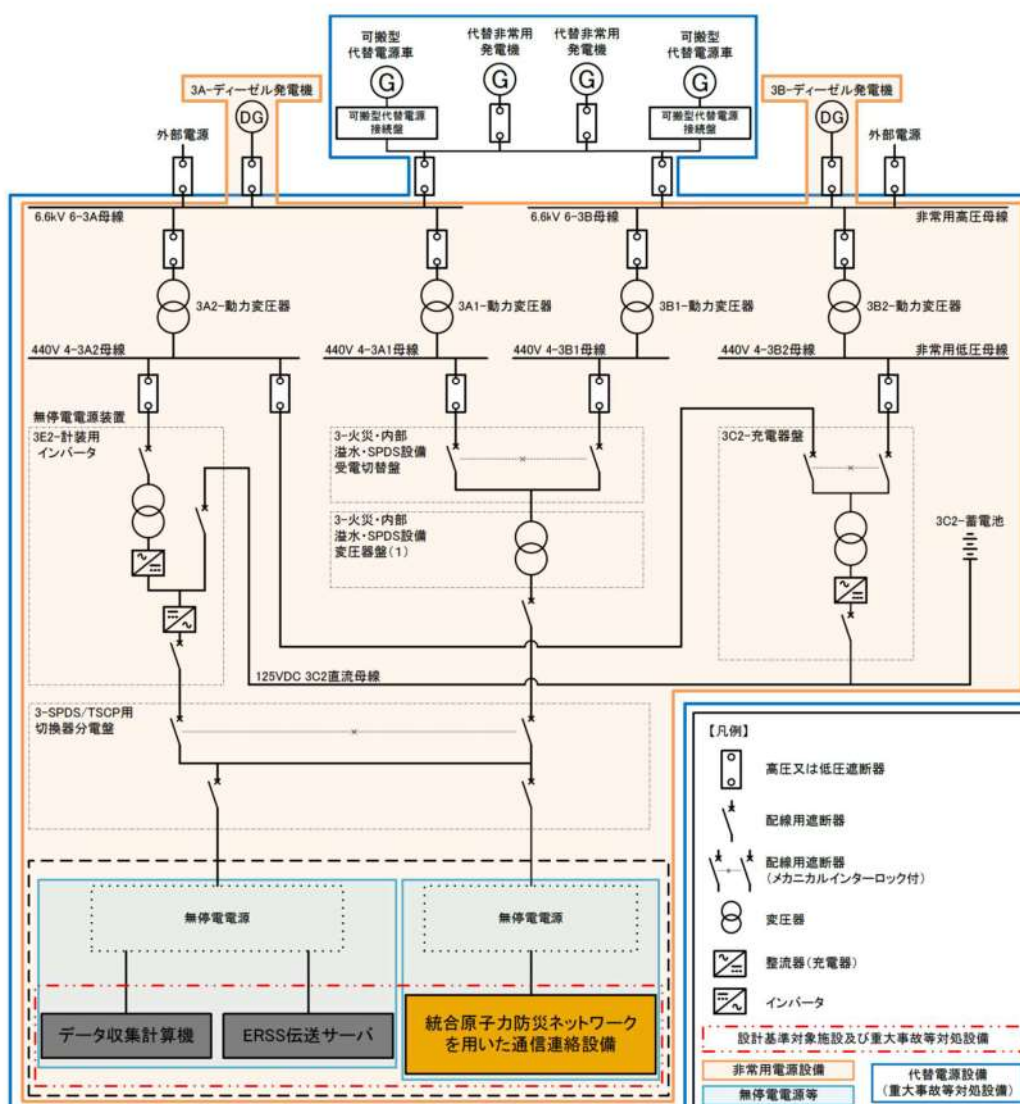 可搬型
代替電源車
代替非常用
発電機
代替非常用
発電機
可搬型
代替電源車
G
G
G
G
3A-ディーゼル発電機
3B-ディーゼル発電機
DG
DG
可搬型代替電源
接続盤
可搬型代替電源
接続盤
外部電源
外部電源
6.6kV 6-3A母線
6.6kV 6-3B母線
非常用高圧母線
3A2-動力変圧器
3A1-動力変圧器
3B1-動力変圧器
3B2-動力変圧器
440V 4-3A2母線
440V 4-3A1母線
440V 4-3B1母線
440V 4-3B2母線
非常用低圧母線
無停電電源装置
3E2-計装用
インバータ
3-火災・内部
溢水・SPDS設備
受電切替盤
3C2-充電器盤
3-火災・内部
溢水・SPDS設備
変圧器盤(1)
3C2-蓄電池
125VDC 3C2直流母線
3-SPDS/TSCP用
切換器分電盤
無停電電源
無停電電源
データ収集計算機
ERSS伝送サーバ
統合原子力防災ネットワーク
を用いた通信連絡設備
【凡例】
高圧又は低圧遮断器
配線用遮断器
配線用遮断器
(メカニカルインターロック付)
変圧器
整流器(充電器)
インバータ
設計基準対象施設及び重大事故等対処設備
非常用電源設備
無停電電源等
代替電源設備
(重大事故等対処設備)